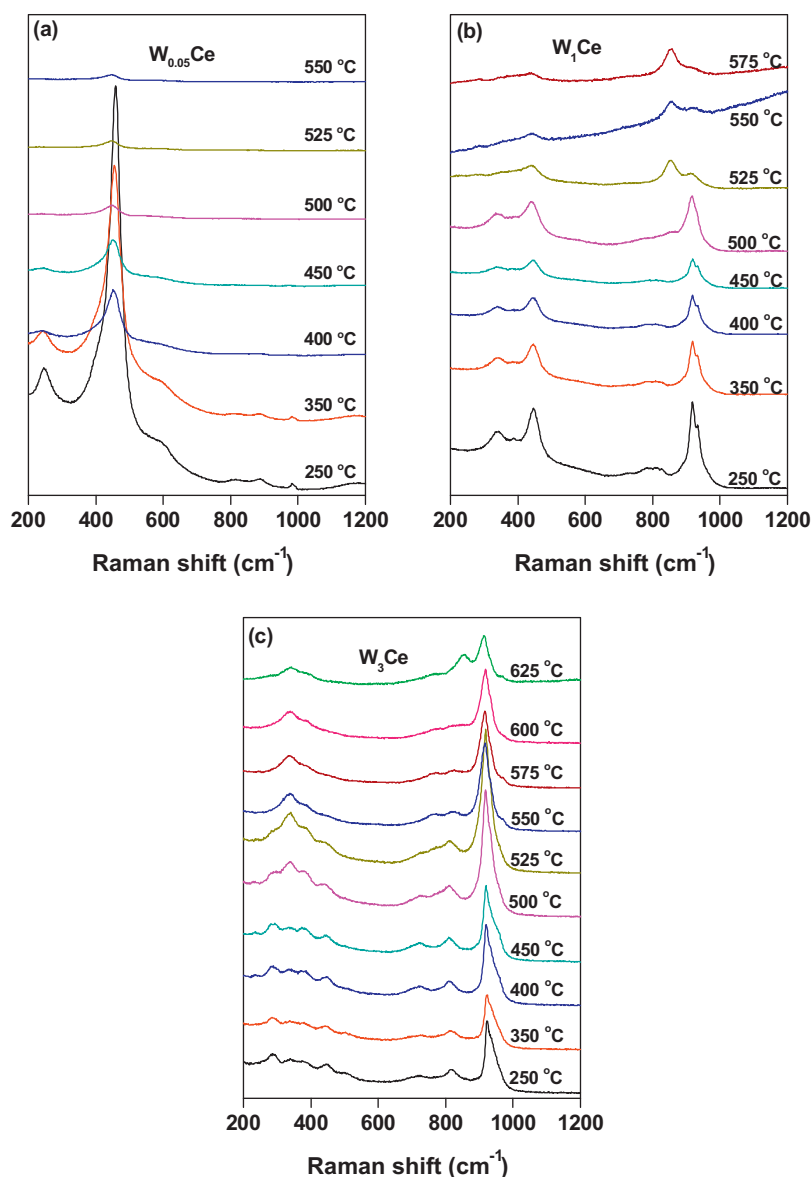 (a)
W0.05Ce
550 °C
525 °C
500 °C
450 °C
400 °C
350 °C
250 °C
200 400 600 800 1000 1200
Raman shift (cm⁻¹)
(b)
W1Ce
575 °C
550 °C
525 °C
500 °C
450 °C
400 °C
350 °C
250 °C
200 400 600 800 1000 1200
Raman shift (cm⁻¹)
(c)
W3Ce
625 °C
600 °C
575 °C
550 °C
525 °C
500 °C
450 °C
400 °C
350 °C
250 °C
200 400 600 800 1000 1200
Raman shift (cm⁻¹)